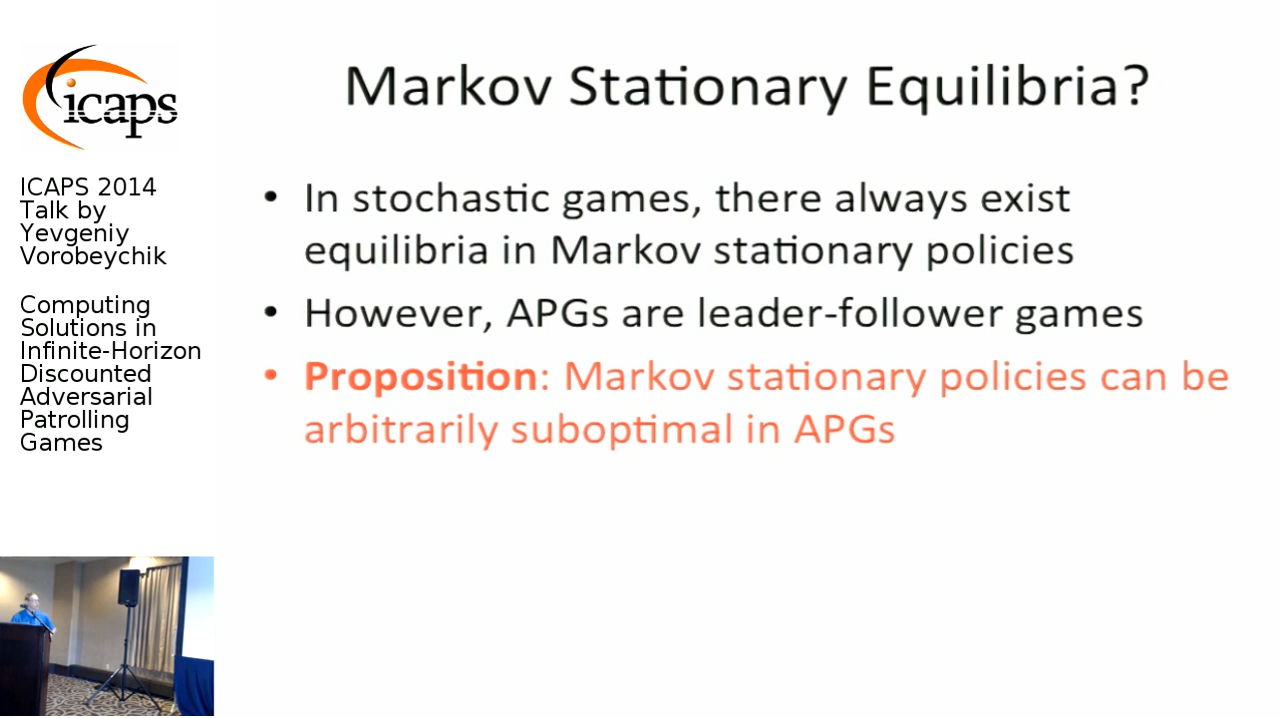 icaps
ICAPS 2014
Talk by
Yevgeniy
Vorobeychik
Computing
Solutions in
Infinite-Horizon
Discounted
Adversarial
Patrolling
Games
Markov Stationary Equilibria?
• In stochastic games, there always exist
equilibria in Markov stationary policies
• However, APGs are leader-follower games
• Proposition: Markov stationary policies can be
arbitrarily suboptimal in APGs